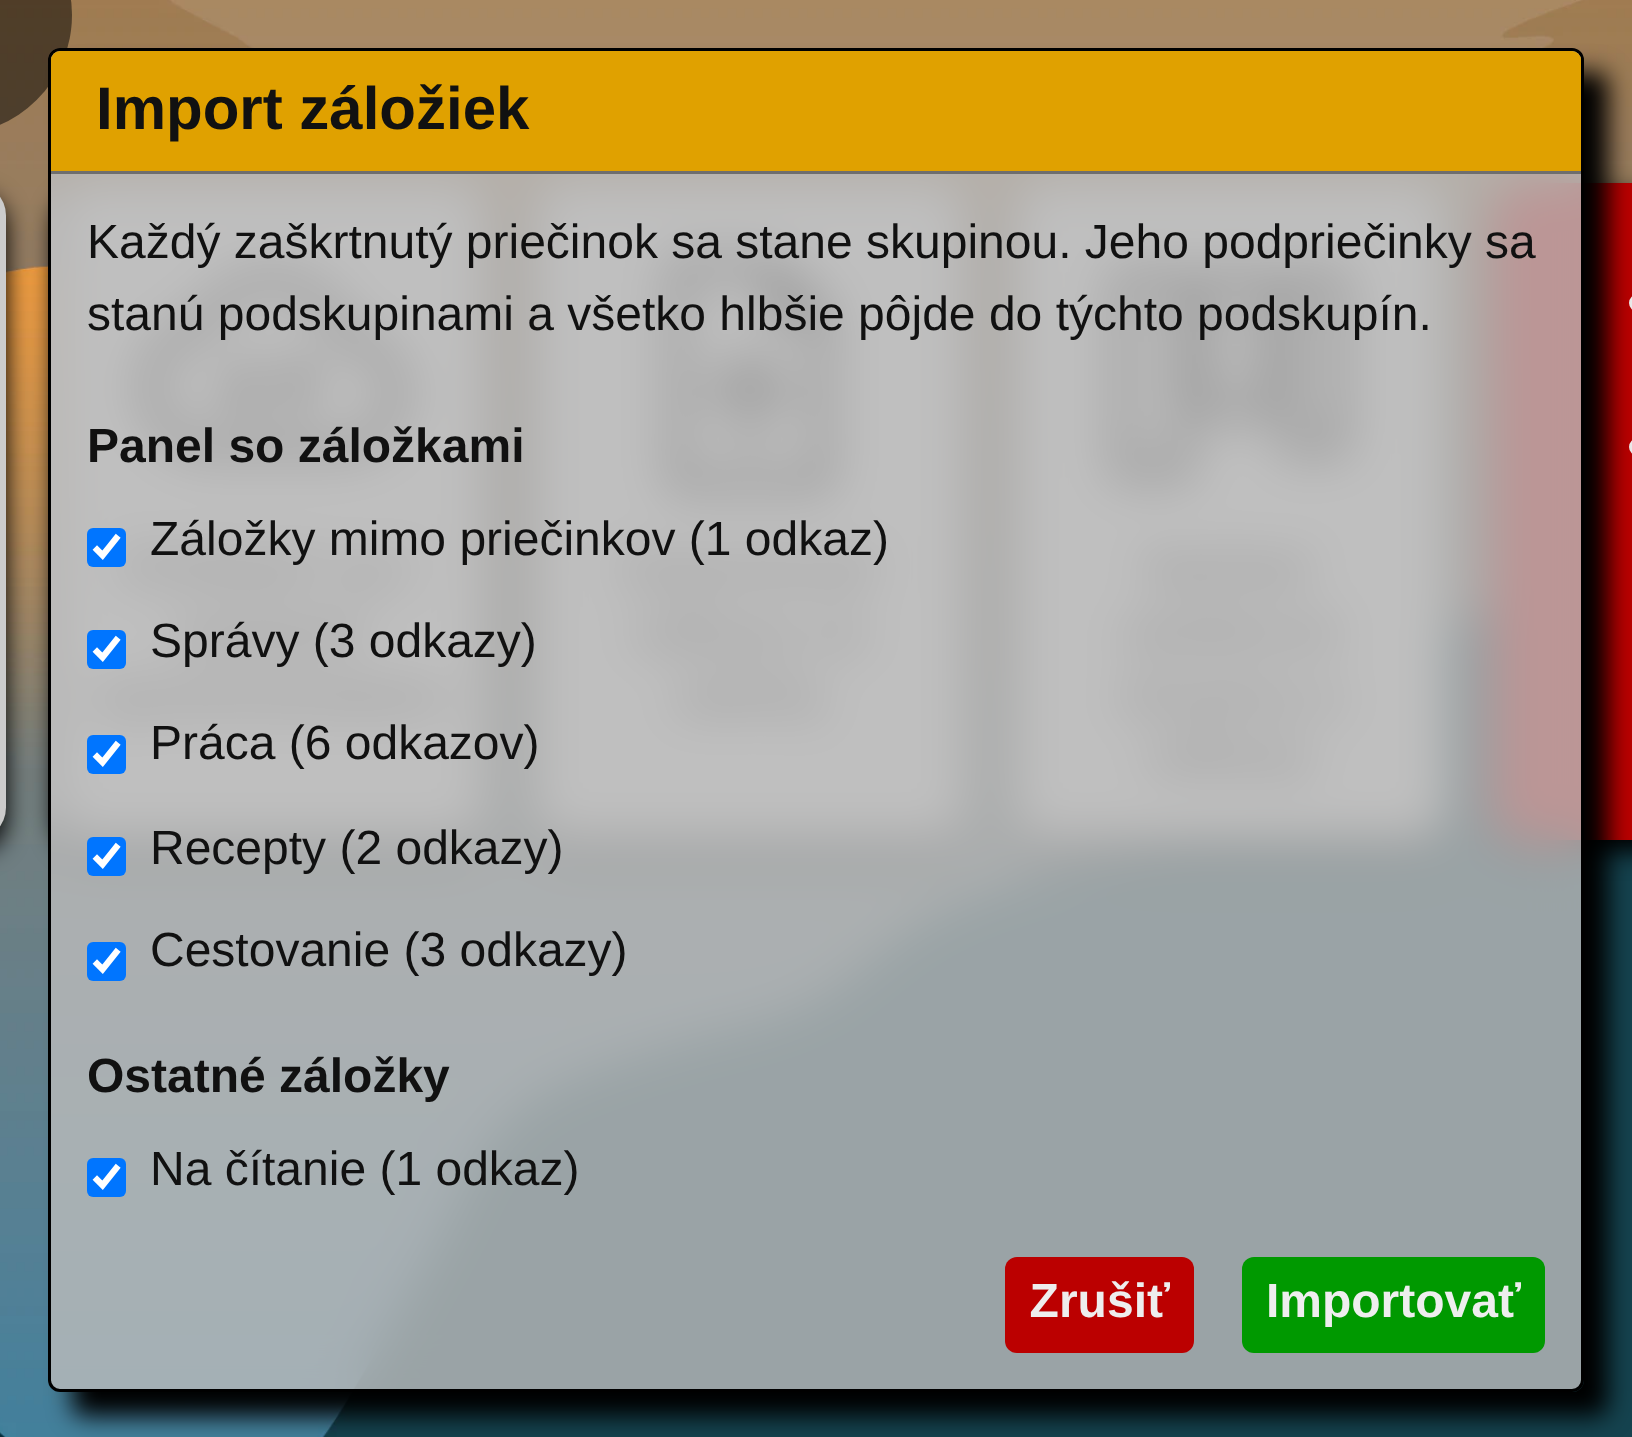 Import záložiek
Každý zaškrtnutý priečinok sa stane skupinou. Jeho podpriečinky sa
stanú podskupinami a všetko hlbšie pôjde do týchto podskupín.
Panel so záložkami
Záložky mimo priečinkov (1 odkaz)
Správy (3 odkazy)
Práca (6 odkazov)
Recepty (2 odkazy)
Cestovanie (3 odkazy)
Ostatné záložky
Na čítanie (1 odkaz)
Zrušiť
Importovať